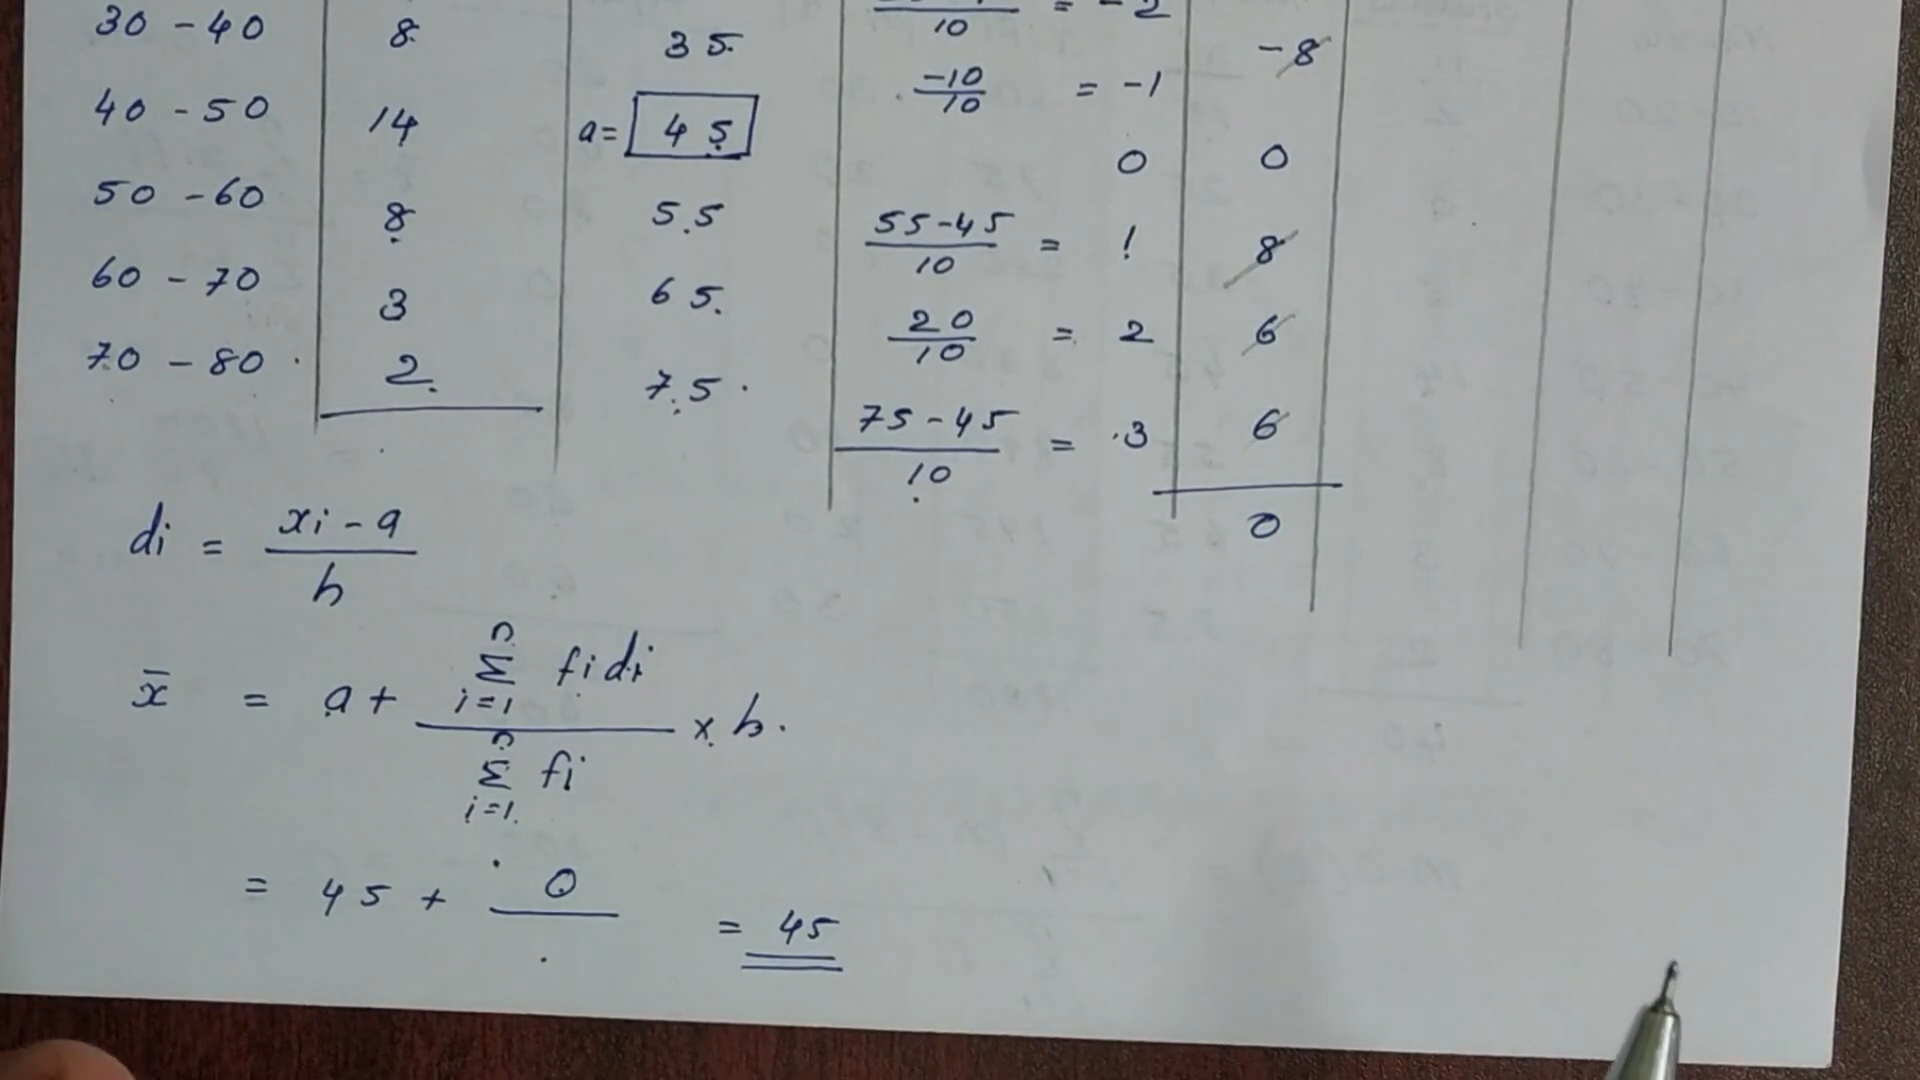 /10 = -2
30 - 40 8 35 -10/10 = -1 -8
40 - 50 14 a= 45 0 0
50 - 60 8 55 55-45/10 = 1 8
60 - 70 3 65 20/10 = 2 6
70 - 80 2 75 75-45/10 = 3 6
0
di = xi - a / h
x̄ = a + n Σ i=1 fidi / n Σ i=1 fi × h.
= 45 + 0/ = 45